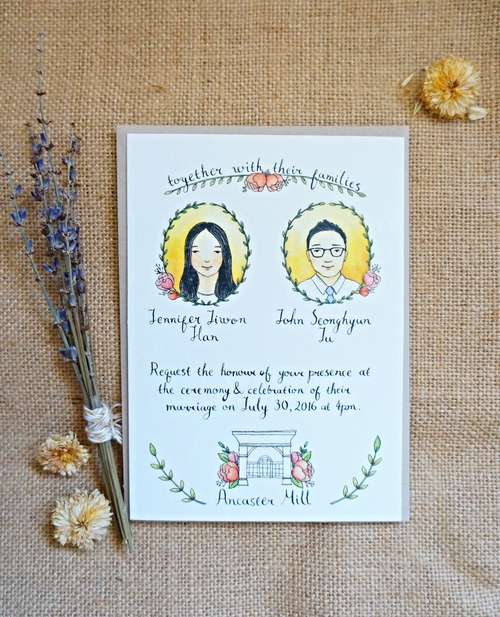 together with their families
Jennifer Jiwon
Han
John Seonghyun
Tu
Request the honour of your presence at
the ceremony & celebration of their
marriage on July 30, 2016 at 4pm.
Ancaster Mill